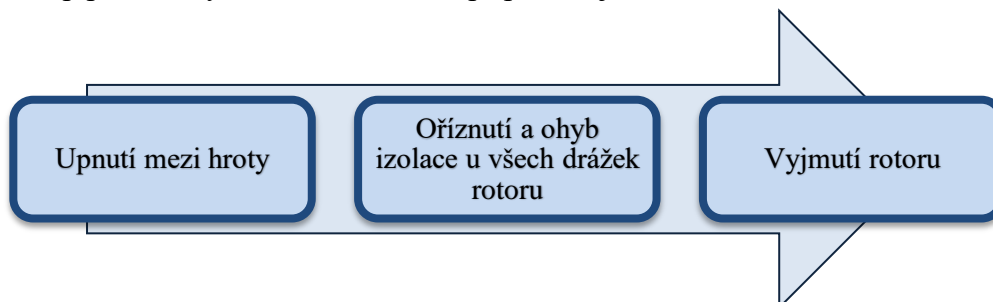 Upnutí mezi hroty
Oříznutí a ohyb
izolace u všech drážek
rotoru
Vyjmutí rotoru